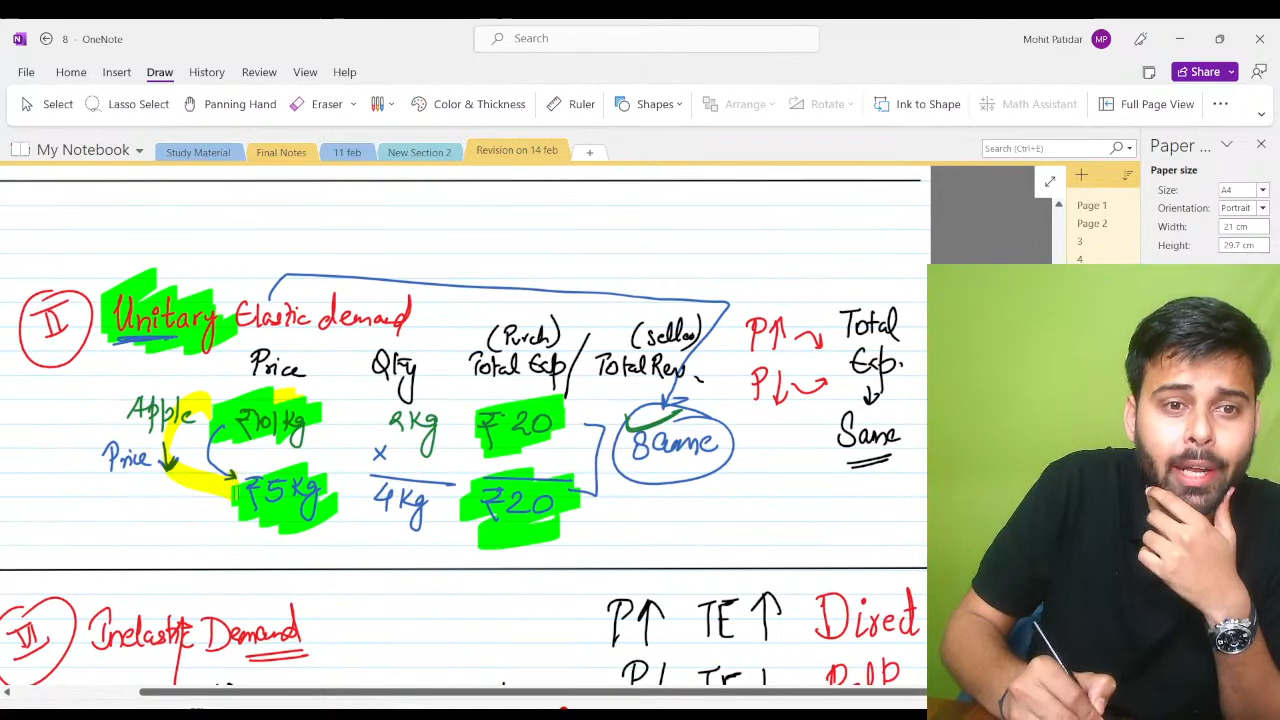 8 - OneNote
Search
Mohit Patidar
MP
File Home Insert Draw History Review View Help
Select Lasso Select Panning Hand Eraser Color & Thickness Ruler Shapes Arrange Rotate Ink to Shape Math Assistant Full Page View
Share
My Notebook
Study Material Final Notes 11 feb New Section 2 Revision on 14 feb
Search (Ctrl+E)
Paper ...
Paper size
Size: A4
Orientation: Portrait
Width: 21 cm
Height: 29.7 cm
Page 1
Page 2
3
4
II Unitary Elastic demand
(Purch) / (seller)
Price Qty Total Exp / Total Rev.
Apple ₹10/kg 2kg ₹20
Price ↓ ₹5 kg × 4kg ₹20
Same
P↑
P↓
Total
Exp.
↓
Same
III Inelastic Demand
P↑ TE↑ Direct
P↓ TE↓